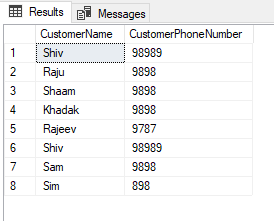 Results Messages
CustomerName CustomerPhoneNumber
1 Shiv 98989
2 Raju 9898
3 Shaam 9898
4 Khadak 9898
5 Rajeev 9787
6 Shiv 98989
7 Sam 9898
8 Sim 898